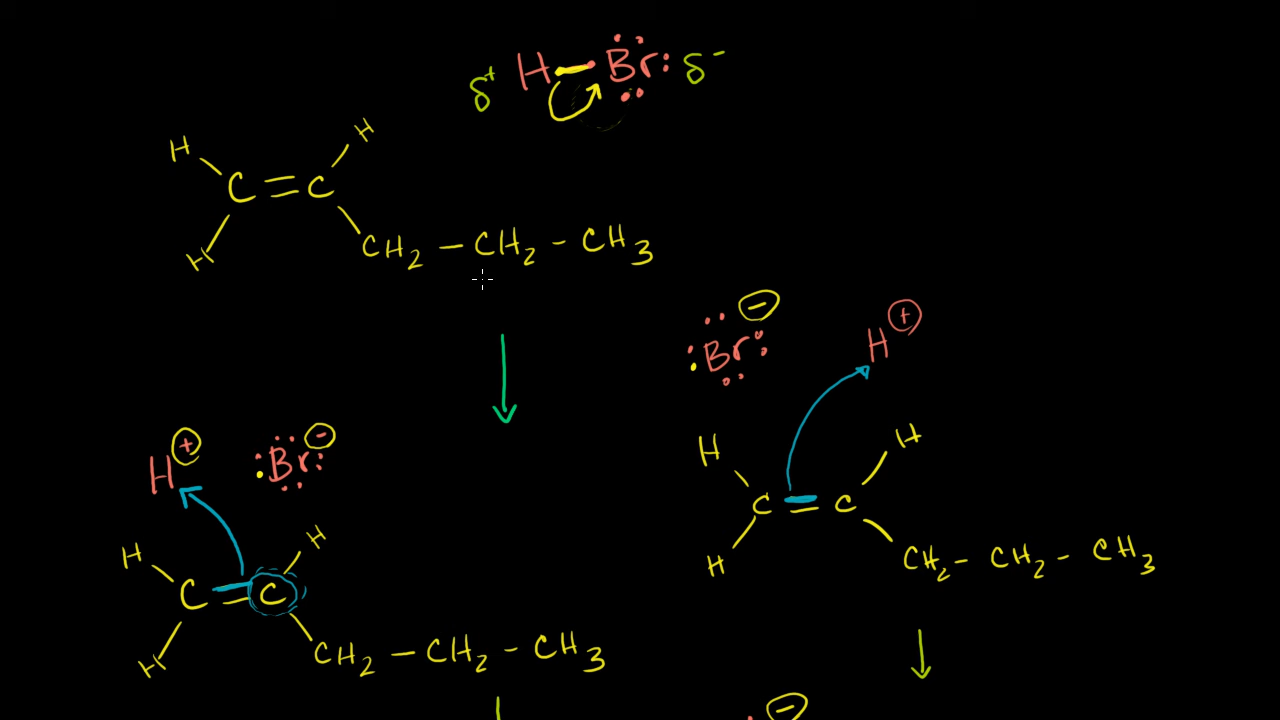 δ+ H–Br: δ-
H H
C=C
H CH2 – CH2 – CH3
:Br: - H +
H + :Br: -
H H
C=C
H CH2 – CH2 – CH3
H H
C=C
H CH2 – CH2 – CH3
-